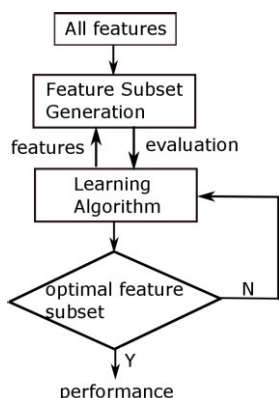 All features
Feature Subset
Generation
features
evaluation
Learning
Algorithm
optimal feature
subset
N
Y
performance